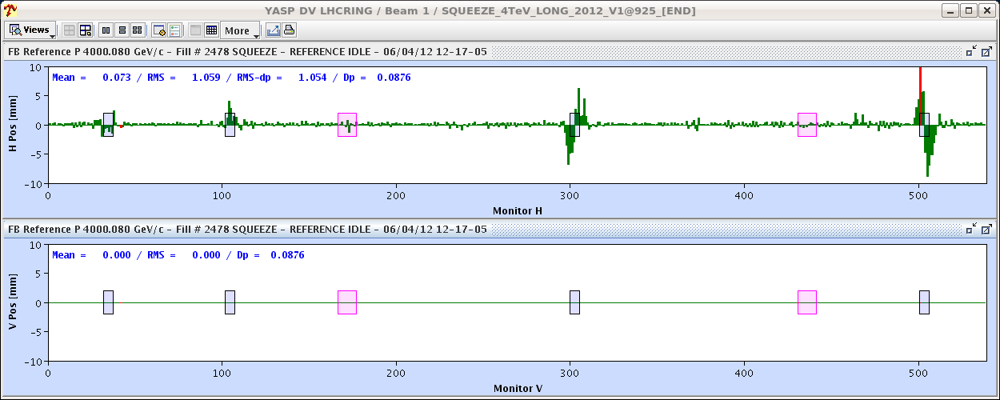 YASP DV LHCRING / Beam 1 / SQUEEZE_4TeV_LONG_2012_V1@925_[END]
Views More
FB Reference P 4000.080 GeV/c - Fill # 2478 SQUEEZE - REFERENCE IDLE - 06/04/12 12-17-05
Mean = 0.073 / RMS = 1.059 / RMS-dp = 1.054 / Dp = 0.0876
H Pos [mm]
10
5
0
-5
-10
0 100 200 300 400 500
Monitor H
FB Reference P 4000.080 GeV/c - Fill # 2478 SQUEEZE - REFERENCE IDLE - 06/04/12 12-17-05
Mean = 0.000 / RMS = 0.000 / Dp = 0.0876
V Pos [mm]
10
5
0
-5
-10
0 100 200 300 400 500
Monitor V